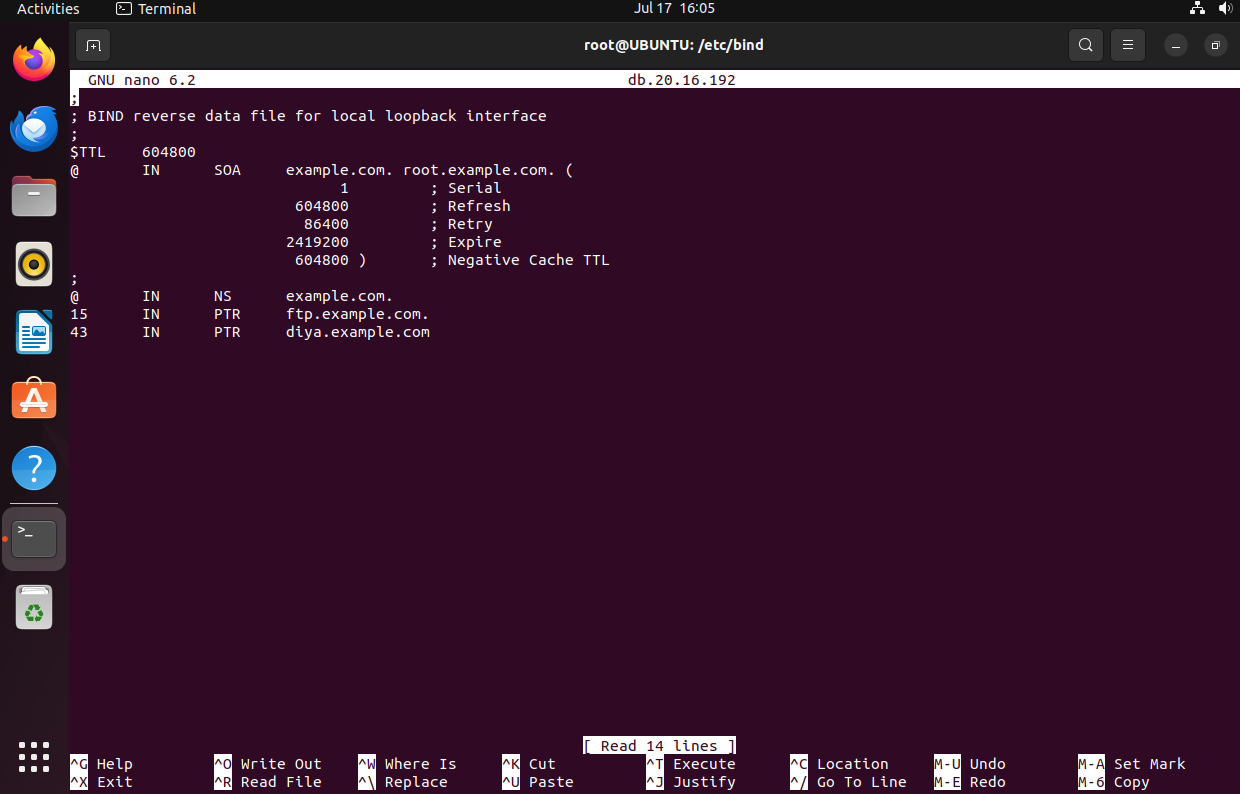 Activities Terminal Jul 17 16:05
root@UBUNTU: /etc/bind
GNU nano 6.2 db.20.16.192
;
; BIND reverse data file for local loopback interface
;
$TTL 604800
@ IN SOA example.com. root.example.com. (
1 ; Serial
604800 ; Refresh
86400 ; Retry
2419200 ; Expire
604800 ) ; Negative Cache TTL
;
@ IN NS example.com.
15 IN PTR ftp.example.com.
43 IN PTR diya.example.com
[ Read 14 lines ]
^G Help ^O Write Out ^W Where Is ^K Cut ^T Execute ^C Location M-U Undo M-A Set Mark
^X Exit ^R Read File ^\ Replace ^U Paste ^J Justify ^/ Go To Line M-E Redo M-6 Copy